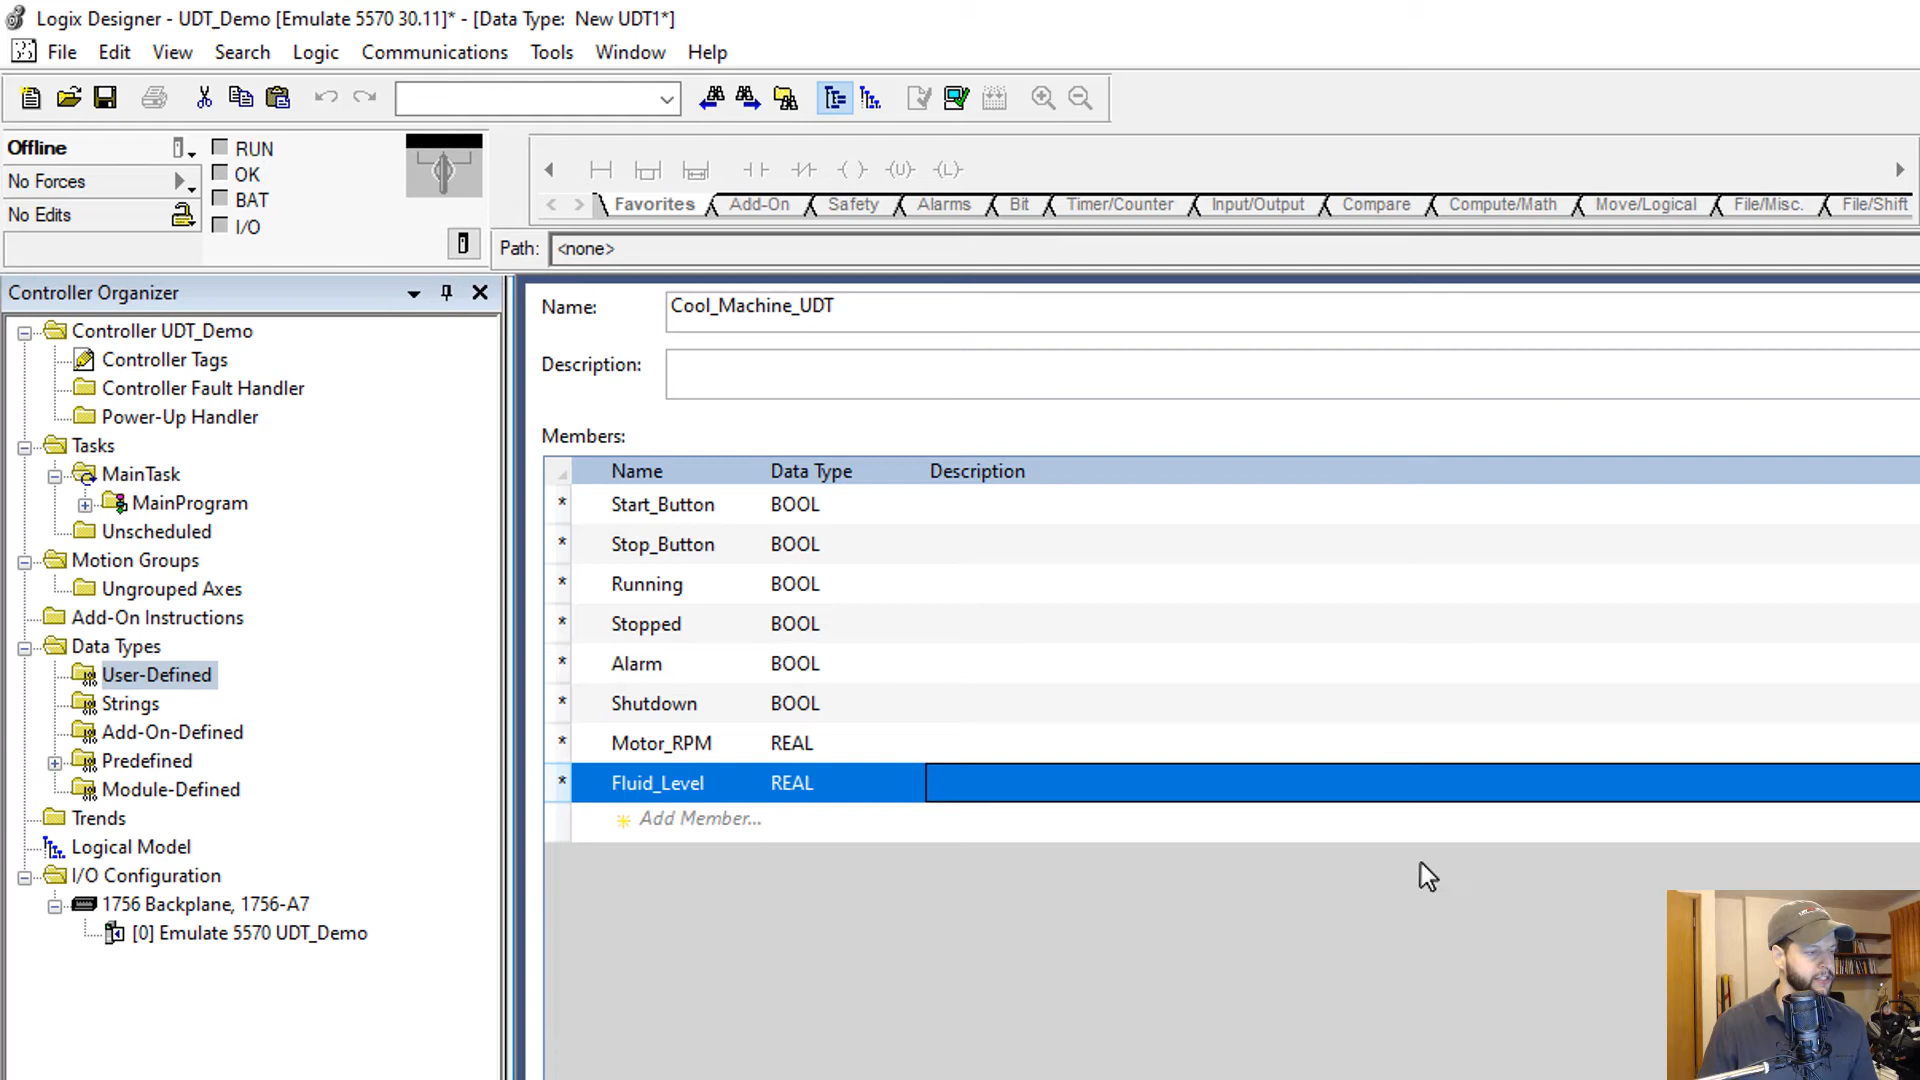 Logix Designer - UDT_Demo [Emulate 5570 30.11]* - [Data Type: New UDT1*]
File Edit View Search Logic Communications Tools Window Help
Offline
RUN
No Forces
OK
BAT
No Edits
I/O
Favorites Add-On Safety Alarms Bit Timer/Counter Input/Output Compare Compute/Math Move/Logical File/Misc. File/Shift
Path: <none>
Controller Organizer
Controller UDT_Demo
Controller Tags
Controller Fault Handler
Power-Up Handler
Tasks
MainTask
MainProgram
Unscheduled
Motion Groups
Ungrouped Axes
Add-On Instructions
Data Types
User-Defined
Strings
Add-On-Defined
Predefined
Module-Defined
Trends
Logical Model
I/O Configuration
1756 Backplane, 1756-A7
[0] Emulate 5570 UDT_Demo
Name: Cool_Machine_UDT
Description:
Members:
Name Data Type Description
* Start_Button BOOL
* Stop_Button BOOL
* Running BOOL
* Stopped BOOL
* Alarm BOOL
* Shutdown BOOL
* Motor_RPM REAL
* Fluid_Level REAL
Add Member...